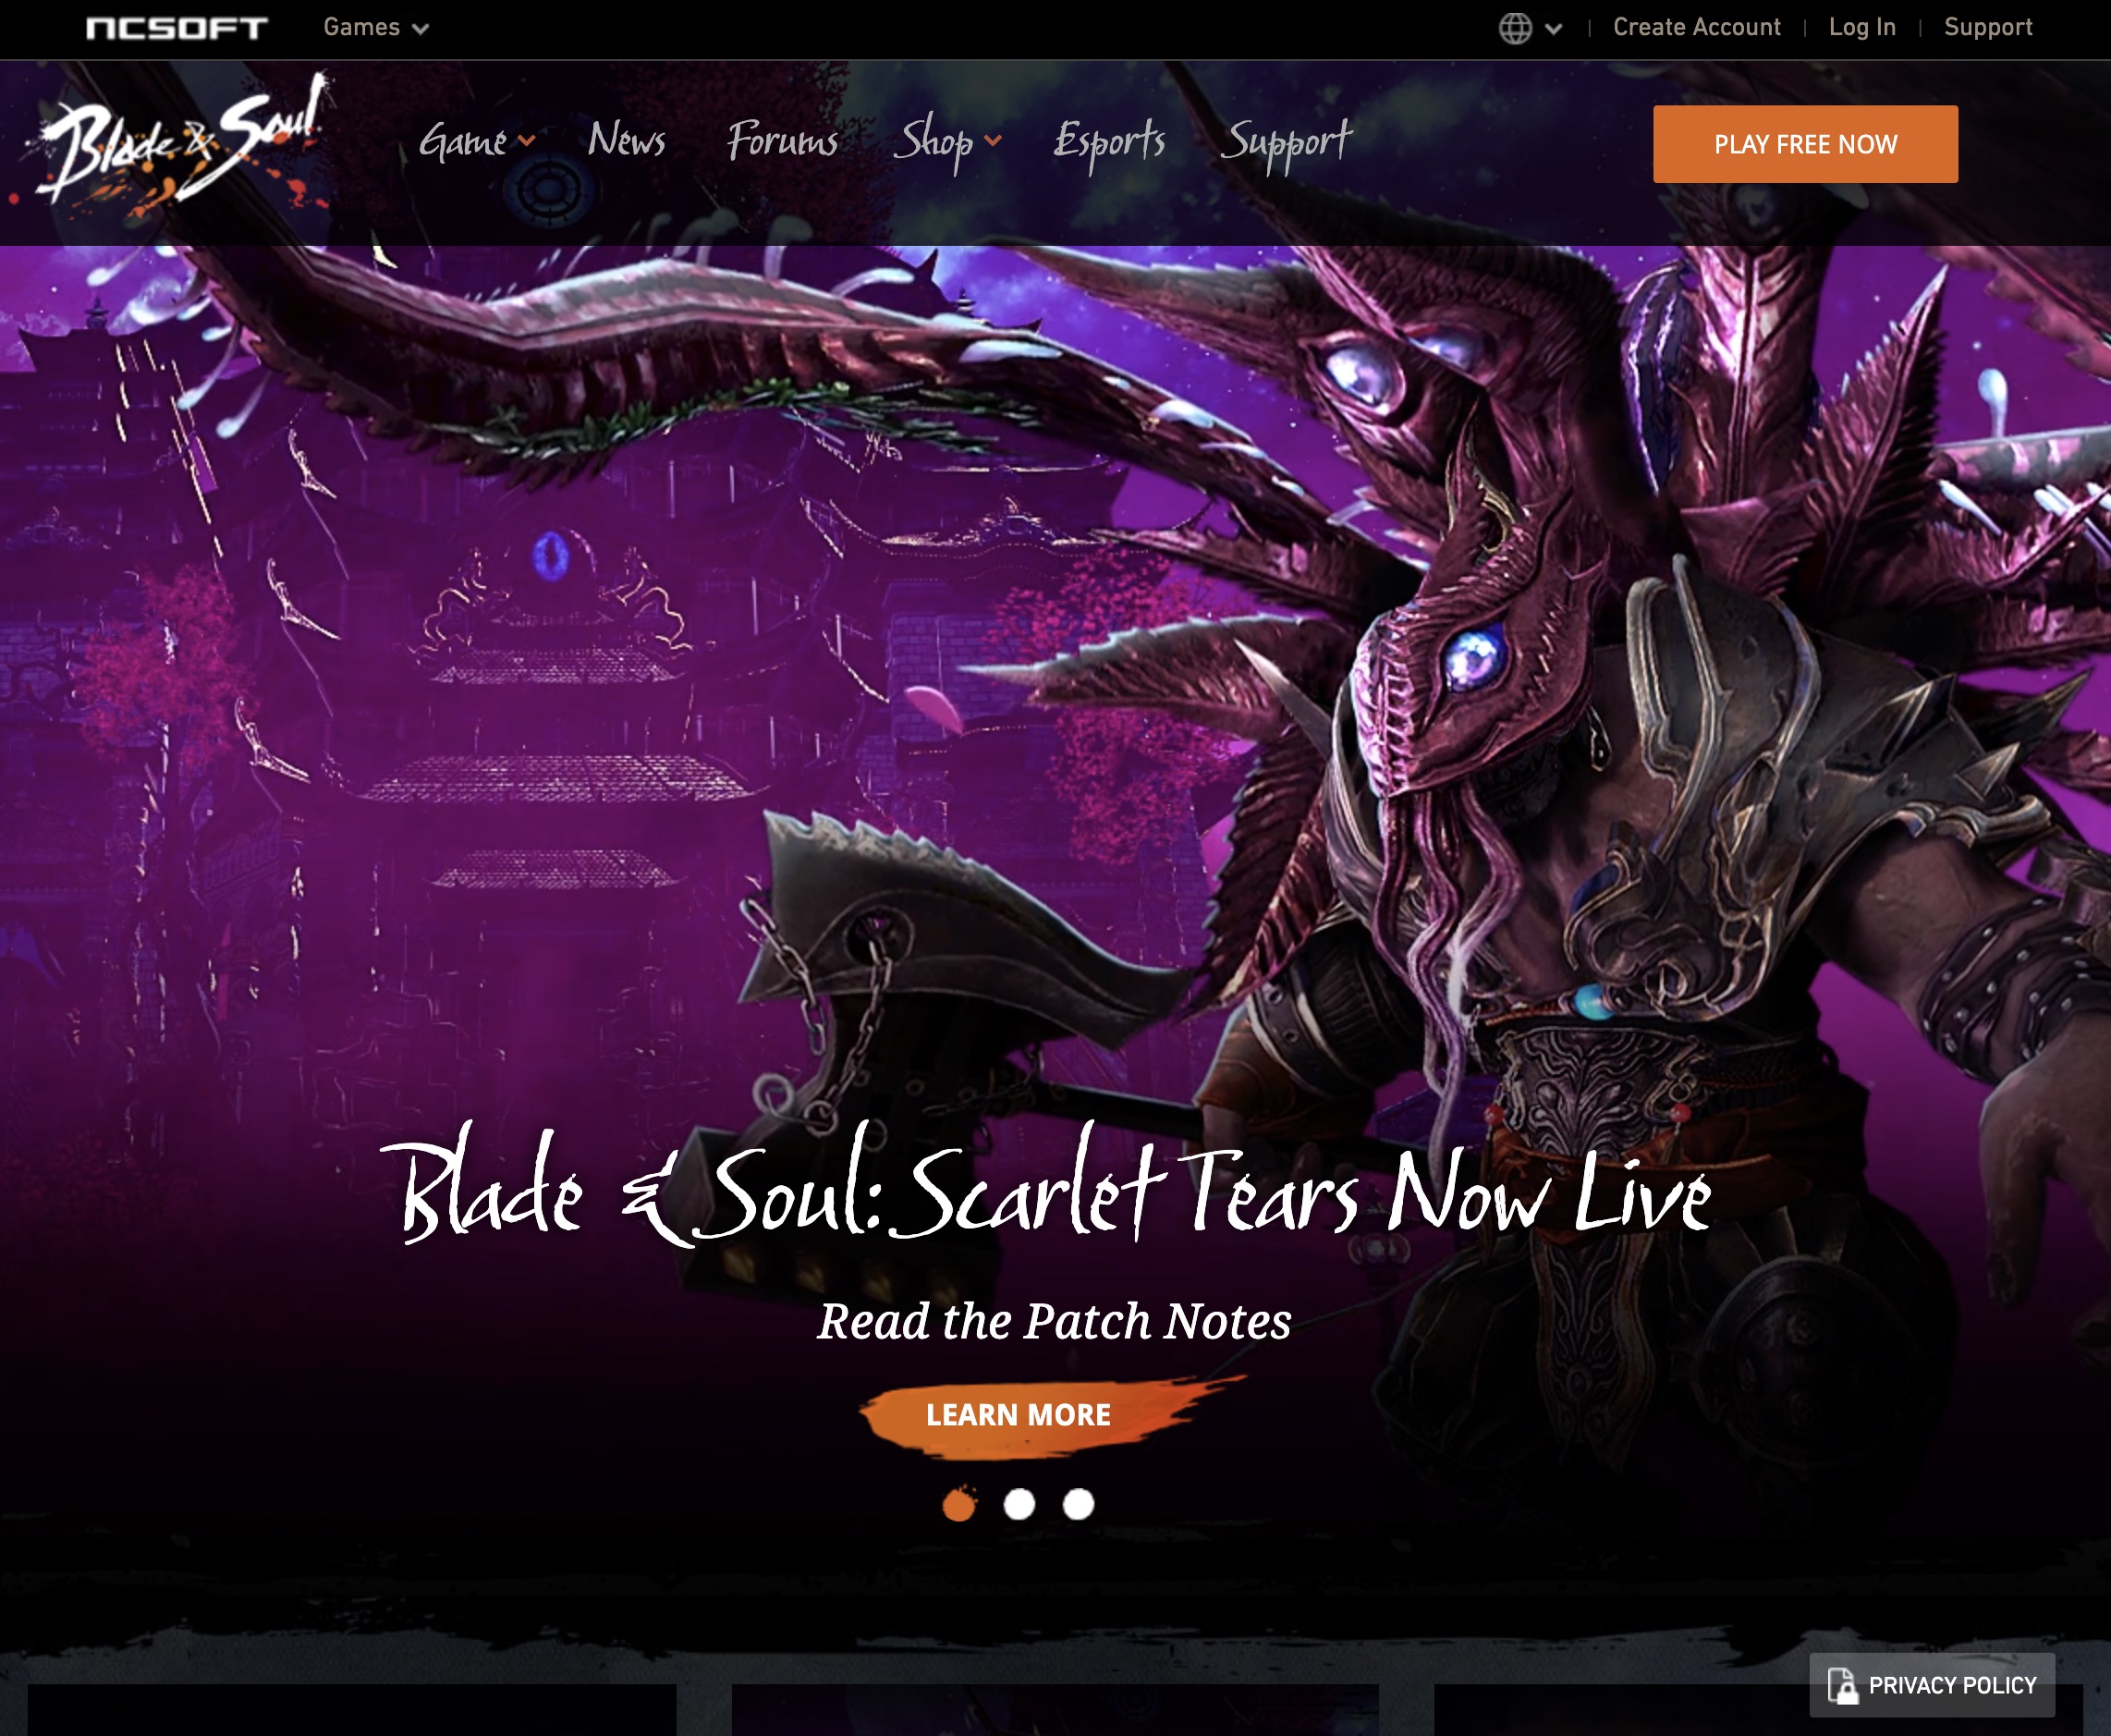 NCSOFT
Games
Create Account
Log In
Support
Blade & Soul
Game
News
Forums
Shop
Esports
Support
PLAY FREE NOW
Blade & Soul: Scarlet Tears Now Live
Read the Patch Notes
LEARN MORE
PRIVACY POLICY